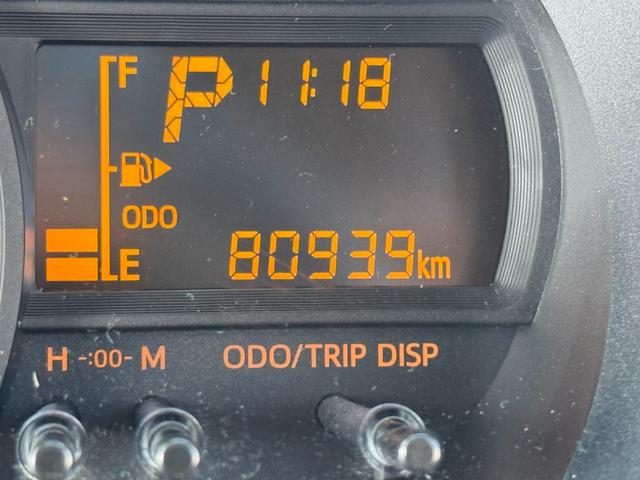 F P 11:18
ODO
E 80939km
H -:00- M ODO/TRIP DISP